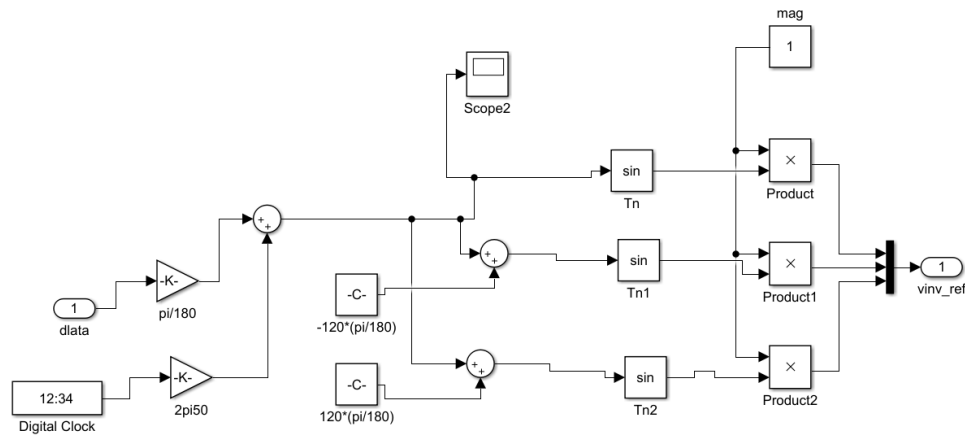 mag
1
Scope2
sin
Tn
×
Product
+
+
-K-
pi/180
1
dlata
+
+
-C-
-120*(pi/180)
sin
Tn1
×
Product1
1
vinv_ref
12:34
Digital Clock
-K-
2pi50
-C-
120*(pi/180)
+
+
sin
Tn2
×
Product2